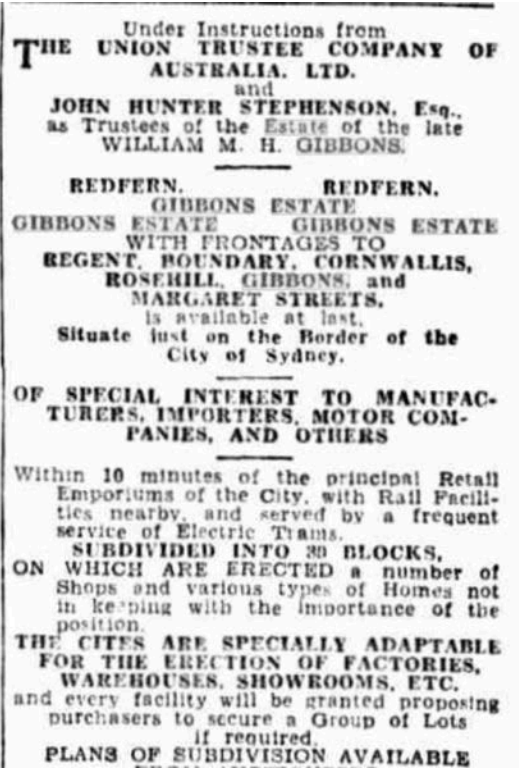 Under Instructions from
THE UNION TRUSTEE COMPANY OF
AUSTRALIA. LTD.
and
JOHN HUNTER STEPHENSON, Esq.,
as Trustees of the Estate of the late
WILLIAM M. H. GIBBONS.
REDFERN. REDFERN.
GIBBONS ESTATE
GIBBONS ESTATE GIBBONS ESTATE
WITH FRONTAGES TO
REGENT, BOUNDARY, CORNWALLIS,
ROSEHILL, GIBBONS, and
MARGARET STREETS,
is available at last.
Situate just on the Border of the
City of Sydney.
OF SPECIAL INTEREST TO MANUFAC-
TURERS, IMPORTERS, MOTOR COM-
PANIES, AND OTHERS
Within 10 minutes of the principal Retail
Emporiums of the City, with Rail Facili-
ties nearby, and served by a frequent
service of Electric Trams.
SUBDIVIDED INTO 30 BLOCKS,
ON WHICH ARE ERECTED a number of
Shops and various types of Homes not
in keeping with the importance of the
position.
THE CITES ARE SPECIALLY ADAPTABLE
FOR THE ERECTION OF FACTORIES,
WAREHOUSES, SHOWROOMS, ETC.
and every facility will be granted proposing
purchasers to secure a Group of Lots
if required.
PLANS OF SUBDIVISION AVAILABLE